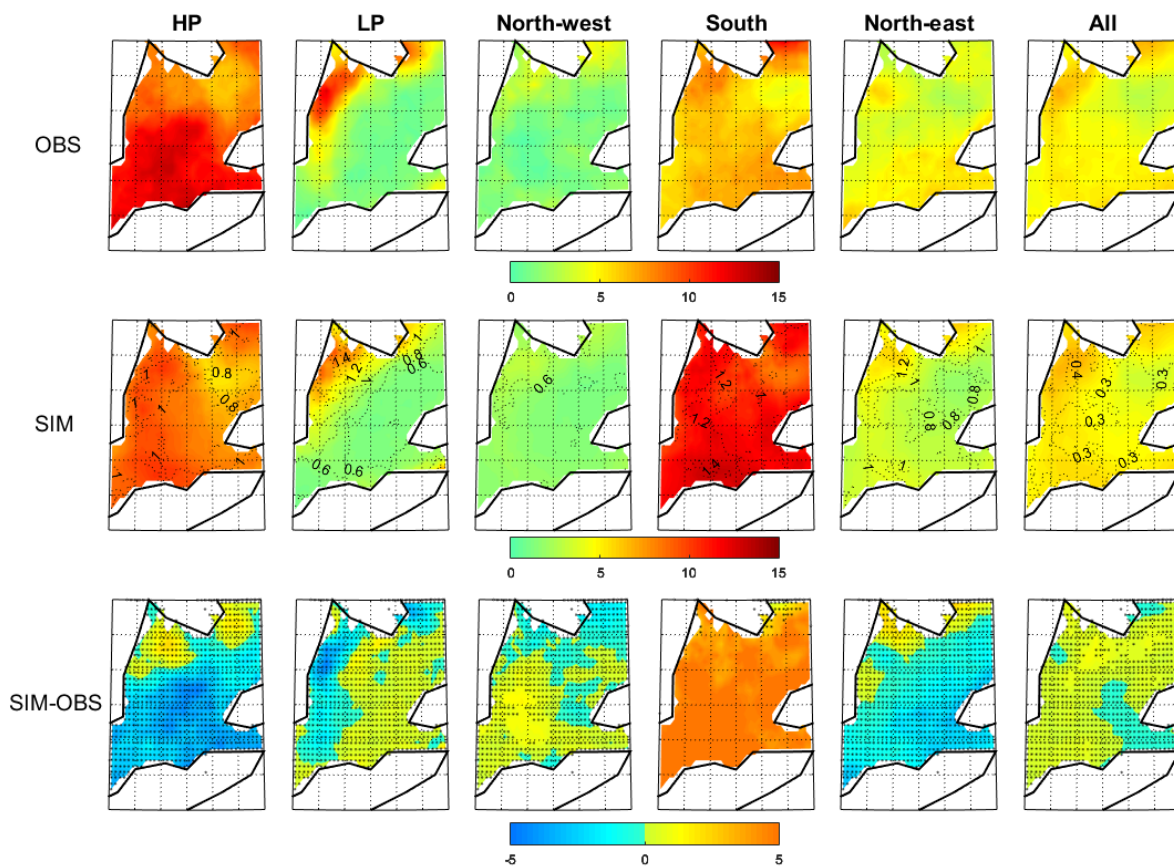 HP LP North-west South North-east All
OBS
0 5 10 15
SIM
1 1 1 1 1 1 0.8 0.8
1.4 1.2 1 1 0.8 0.6 0.6 0.6 1
0.6
1.2 1.2 1.4 1
1.2 1 0.8 0.8 0.8 1 1
0.4 0.3 0.3 0.3 0.3 0.3
0 5 10 15
SIM-OBS
-5 0 5